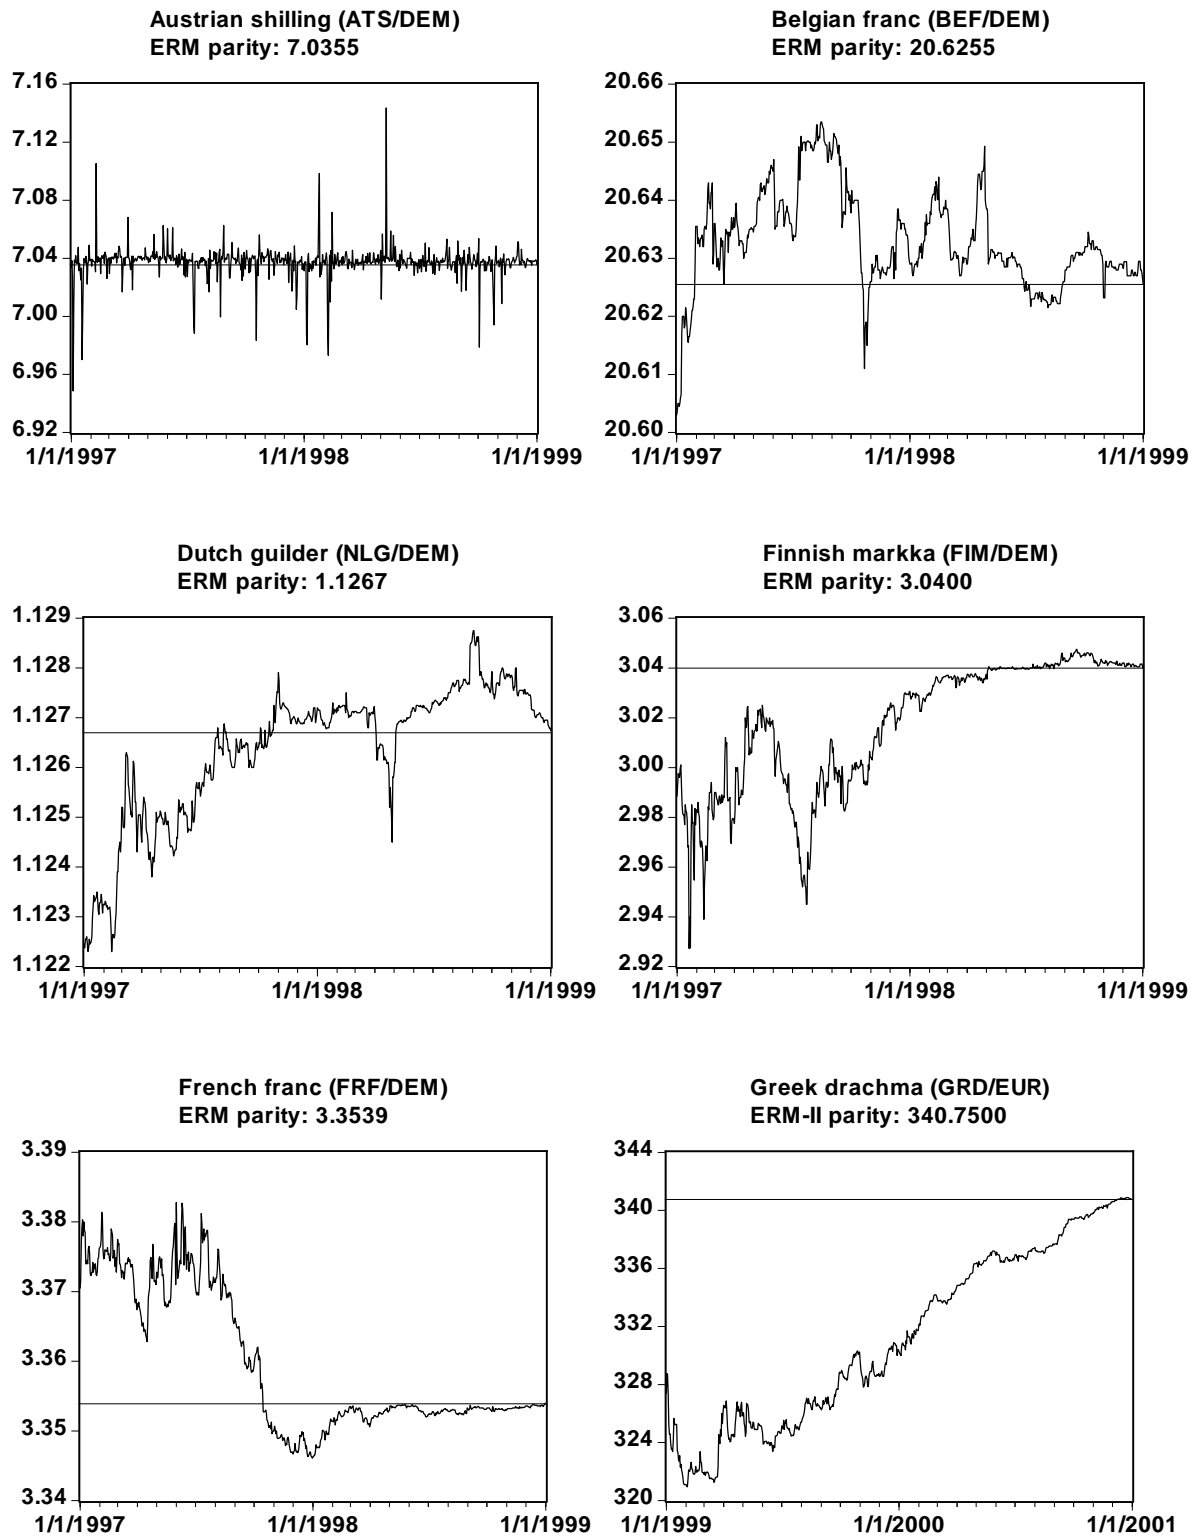 Austrian shilling (ATS/DEM)
ERM parity: 7.0355
7.16
7.12
7.08
7.04
7.00
6.96
6.92
1/1/1997 1/1/1998 1/1/1999
Belgian franc (BEF/DEM)
ERM parity: 20.6255
20.66
20.65
20.64
20.63
20.62
20.61
20.60
1/1/1997 1/1/1998 1/1/1999
Dutch guilder (NLG/DEM)
ERM parity: 1.1267
1.129
1.128
1.127
1.126
1.125
1.124
1.123
1.122
1/1/1997 1/1/1998 1/1/1999
Finnish markka (FIM/DEM)
ERM parity: 3.0400
3.06
3.04
3.02
3.00
2.98
2.96
2.94
2.92
1/1/1997 1/1/1998 1/1/1999
French franc (FRF/DEM)
ERM parity: 3.3539
3.39
3.38
3.37
3.36
3.35
3.34
1/1/1997 1/1/1998 1/1/1999
Greek drachma (GRD/EUR)
ERM-II parity: 340.7500
344
340
336
332
328
324
320
1/1/1999 1/1/2000 1/1/2001